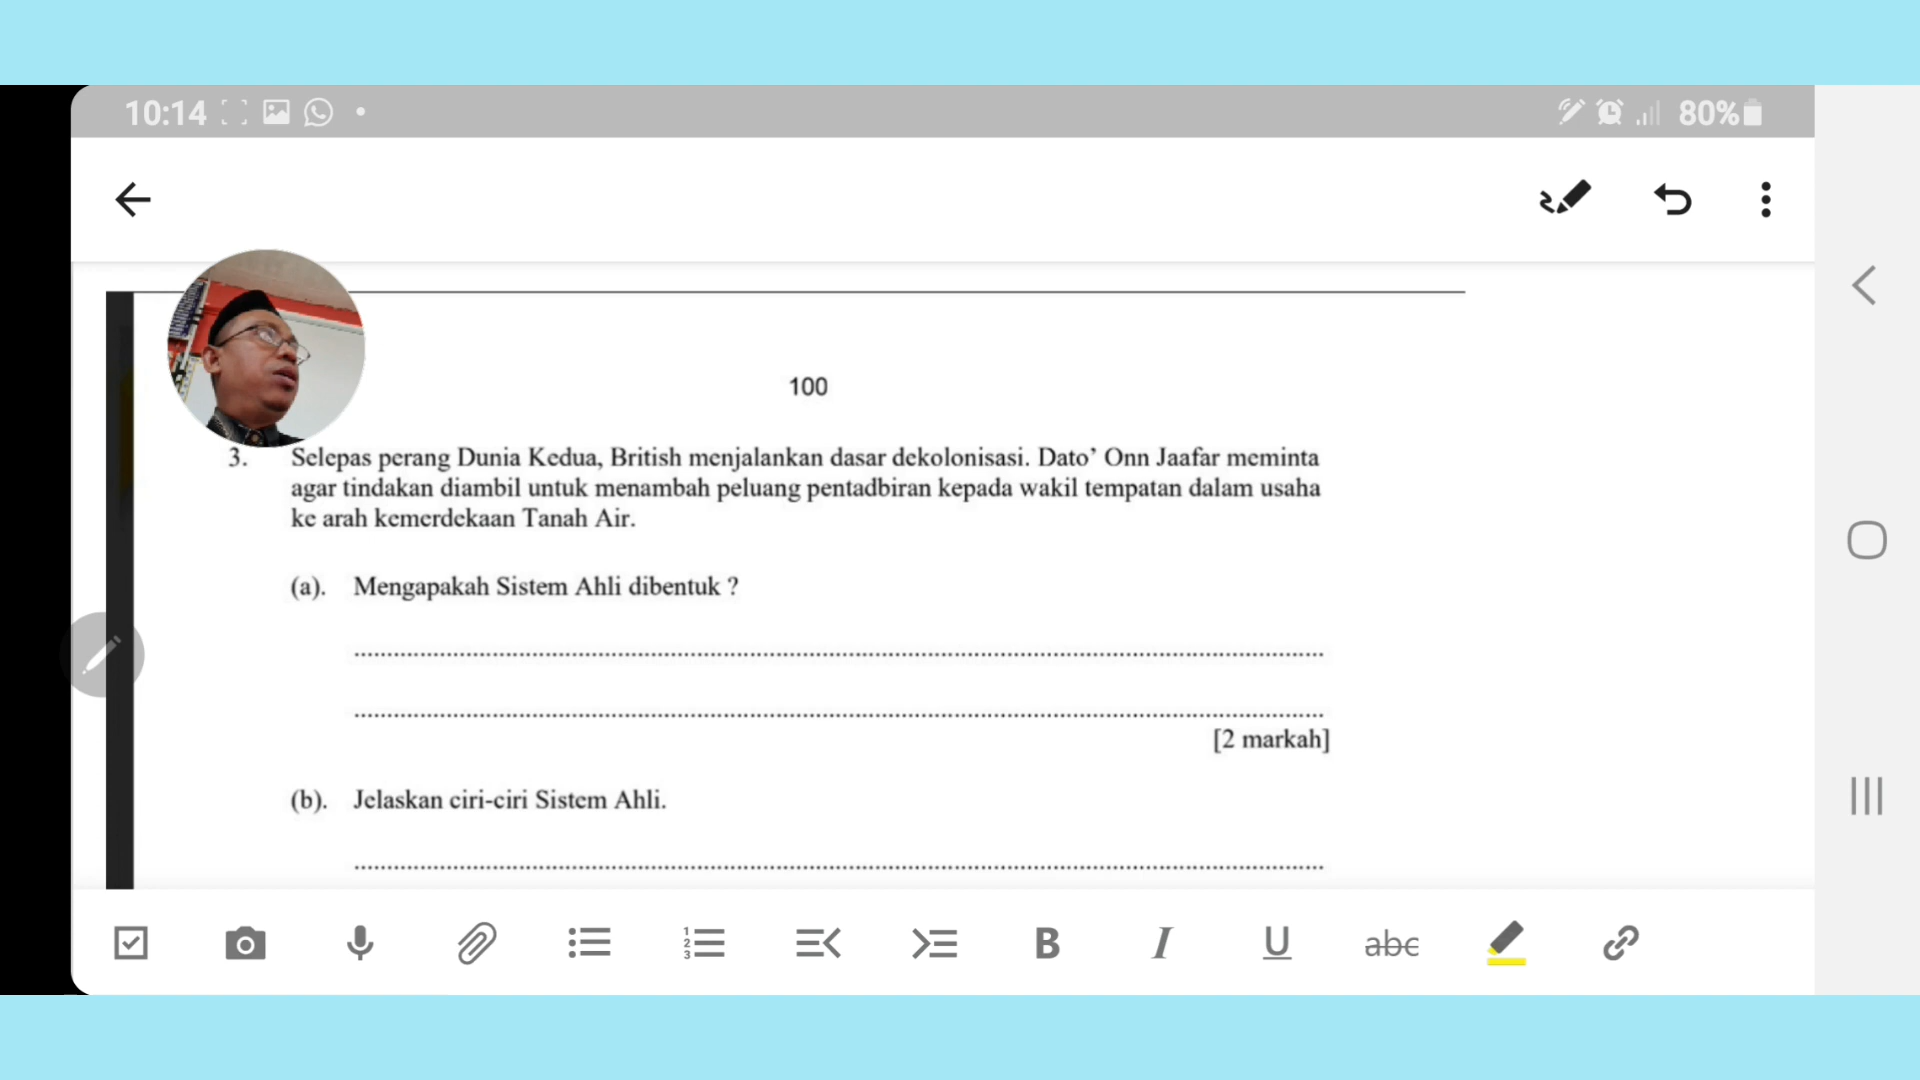 10:14
80%
100
3. Selepas perang Dunia Kedua, British menjalankan dasar dekolonisasi. Dato’ Onn Jaafar meminta
agar tindakan diambil untuk menambah peluang pentadbiran kepada wakil tempatan dalam usaha
ke arah kemerdekaan Tanah Air.
(a). Mengapakah Sistem Ahli dibentuk ?
[2 markah]
(b). Jelaskan ciri-ciri Sistem Ahli.
B I U abc